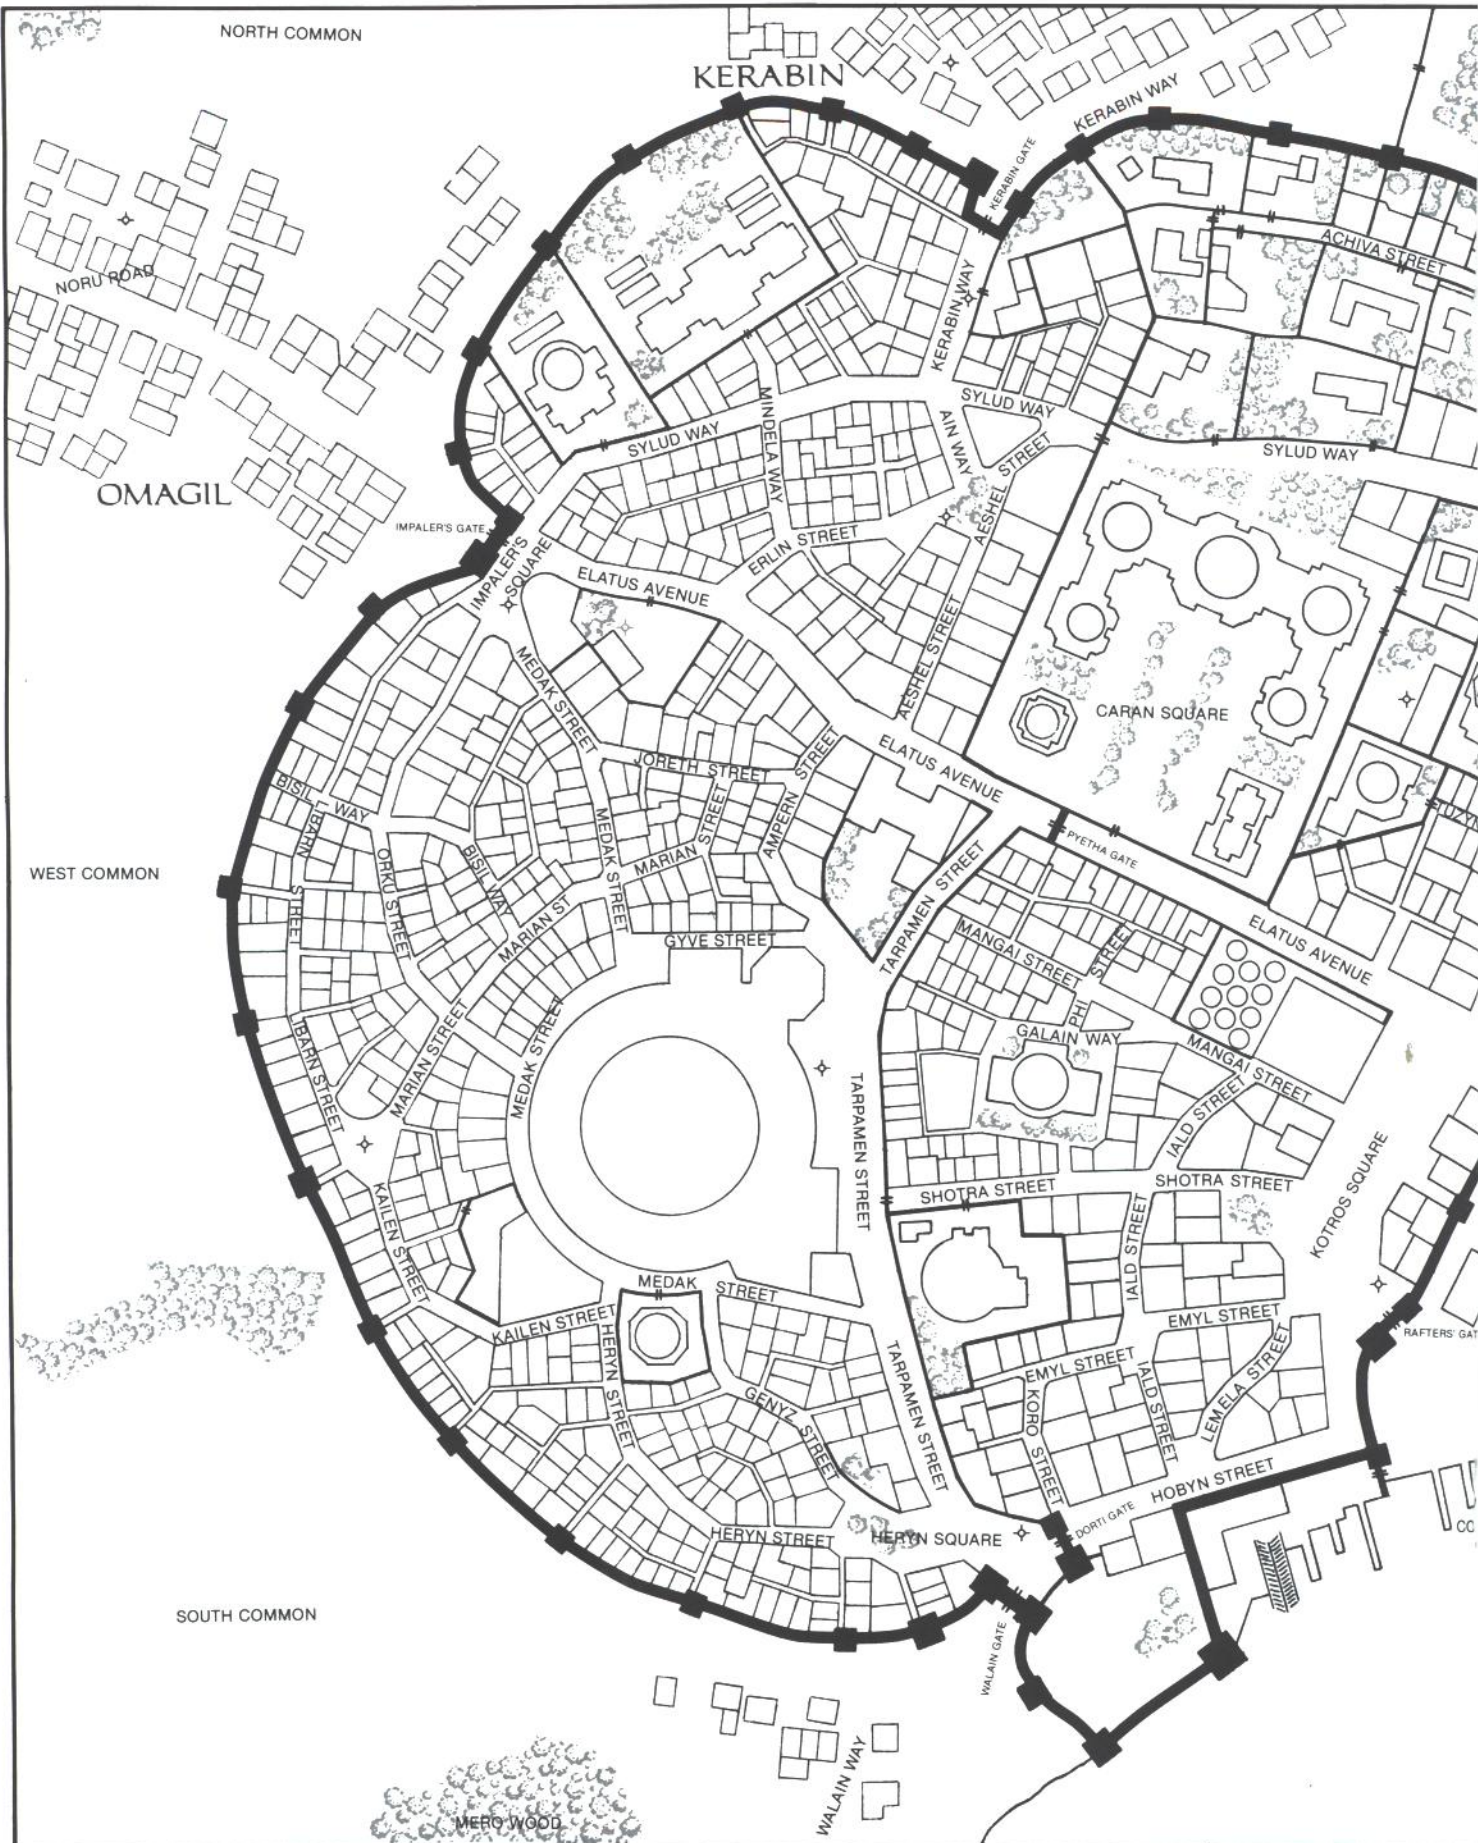 NORTH COMMON
KERABIN
KERABIN WAY
KERABIN GATE
ACHIVA STREET
NORU ROAD
KERABIN WAY
OMAGIL
SYLUD WAY
MINDELA WAY
SYLUD WAY
AIN WAY
AESHEL STREET
SYLUD WAY
IMPALER'S GATE
IMPALER'S
SQUARE
ERLIN STREET
ELATUS AVENUE
AESHEL STREET
MEDAK STREET
CARAN SQUARE
ELATUS AVENUE
JORETH STREET
AMPERN STREET
BISIL WAY
LIBARN
STREET
MEDAK STREET
MARIAN STREET
TUZYN
PYETHA GATE
WEST COMMON
ORKU STREET
BISIL WAY
MARIAN ST
TARPAMEN STREET
TARPAMEN STREET
GYVE STREET
MANGAI STREET
PHI
STREET
ELATUS AVENUE
GALAIN WAY
MANGAI STREET
LIBARN STREET
MARIAN STREET
MEDAK STREET
TARPAMEN STREET
IALD STREET
SHOTRA STREET
SHOTRA STREET
KOTROS SQUARE
KAILEN STREET
IALD STREET
MEDAK STREET
EMYL STREET
RAFTERS' GAT
KAILEN STREET
HERYN STREET
TARPAMEN STREET
EMYL STREET
KORO STREET
IALD STREET
LEMELA STREET
GENYZ STREET
HOBYN STREET
DORTI GATE
HERYN STREET
HERYN SQUARE
CO
SOUTH COMMON
WALAIN GATE
WALAIN WAY
MERO WOOD